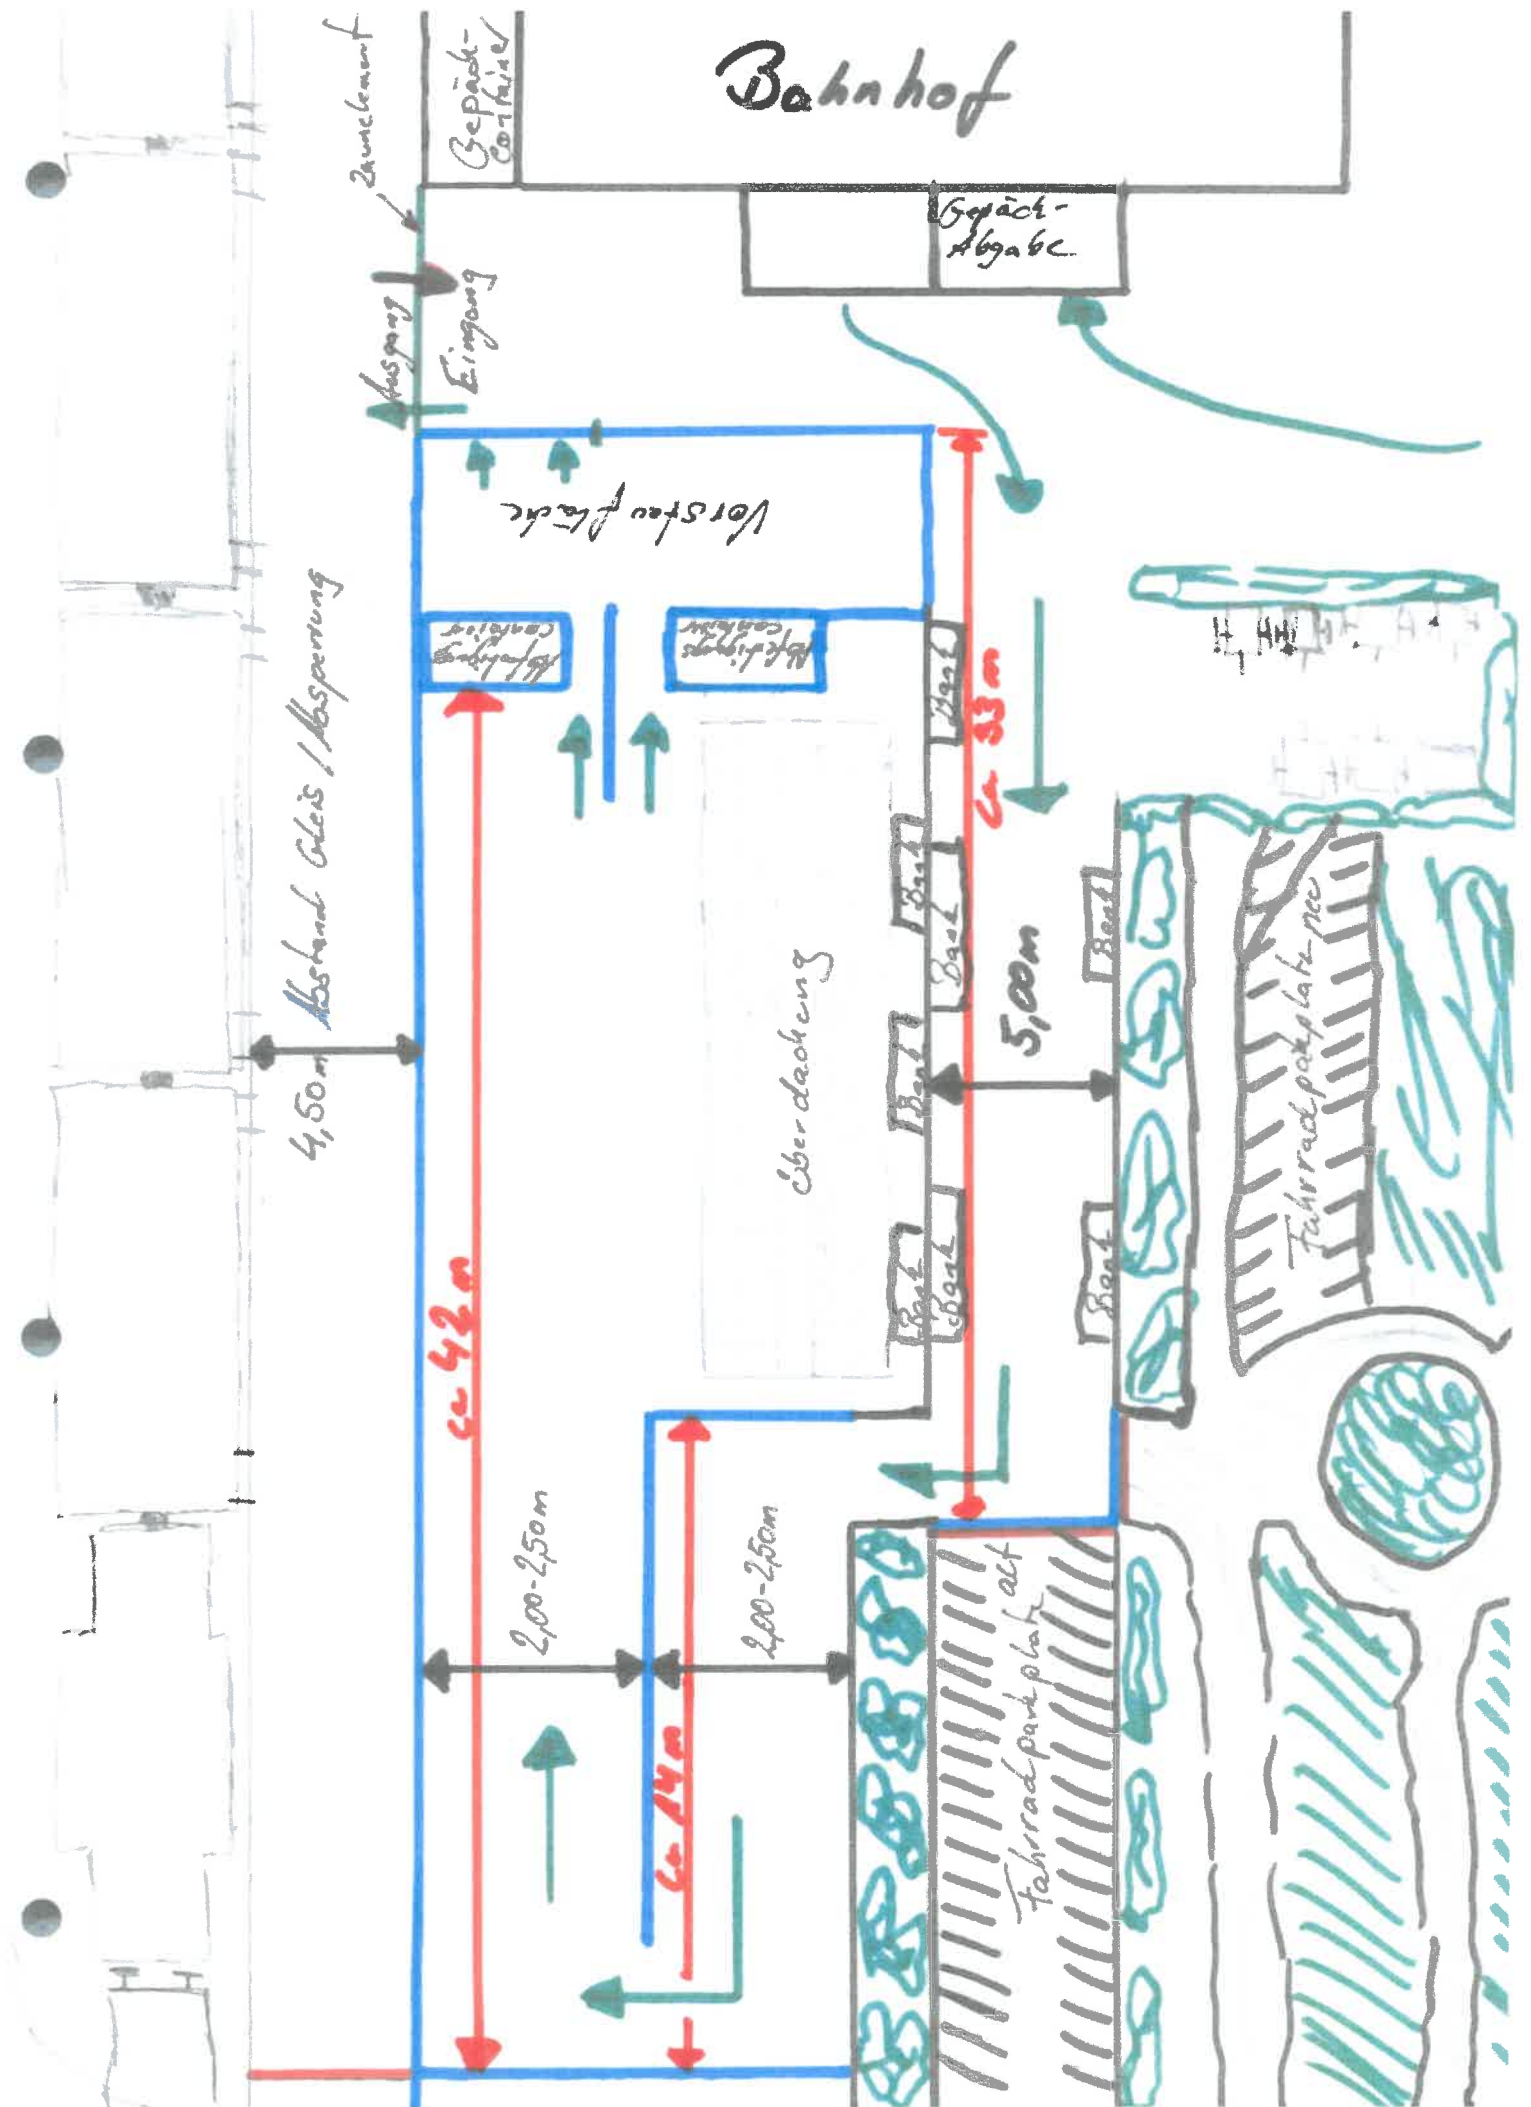 Bahnhof
Gepäck-
container
Zaunelement
Gepäck-
Abgabe
Ausgang
Eingang
Vorstaufläche
Abfertigungs
container
Abfertigungs
container
Bank
ca 33m
4,50m Abstand Gleis / Absperrung
Bank
Bank
Bank
5,00m
Überdachung
Bank
Fahrradparkplatz neu
ca 42m
Bank
Bank
Bank
2,00-2,50m
2,00-2,50m
Fahrradparkplatz alt
ca 14m